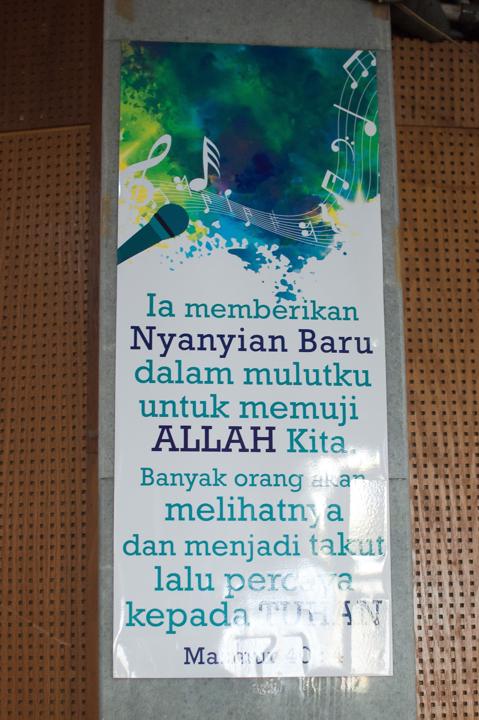 Ia memberikan
Nyanyian Baru
dalam mulutku
untuk memuji
ALLAH Kita.
Banyak orang akan
melihatnya
dan menjadi takut
lalu percaya
kepada TUHAN
Mazmur 40 : 4